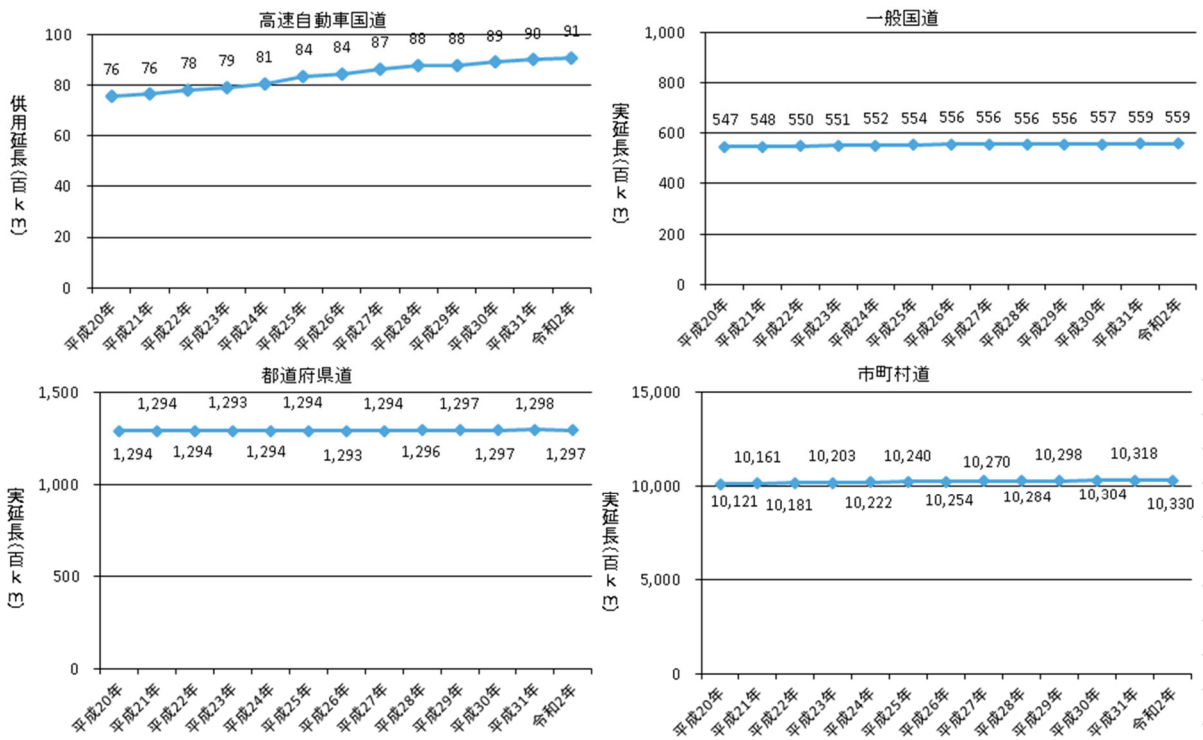 高速自動車国道
供用延長(百km)
100
80
60
40
20
0
76 76 78 79 81 84 84 87 88 88 89 90 91
平成20年 平成21年 平成22年 平成23年 平成24年 平成25年 平成26年 平成27年 平成28年 平成29年 平成30年 平成31年 令和2年
一般国道
実延長(百km)
1,000
800
600
400
200
0
547 548 550 551 552 554 556 556 556 556 557 559 559
平成20年 平成21年 平成22年 平成23年 平成24年 平成25年 平成26年 平成27年 平成28年 平成29年 平成30年 平成31年 令和2年
都道府県道
実延長(百km)
1,500
1,000
500
0
1,294 1,293 1,294 1,294 1,297 1,298
1,294 1,294 1,294 1,293 1,296 1,297 1,297
平成20年 平成21年 平成22年 平成23年 平成24年 平成25年 平成26年 平成27年 平成28年 平成29年 平成30年 平成31年 令和2年
市町村道
実延長(百km)
15,000
10,000
5,000
0
10,161 10,203 10,240 10,270 10,298 10,318
10,121 10,181 10,222 10,254 10,284 10,304 10,330
平成20年 平成21年 平成22年 平成23年 平成24年 平成25年 平成26年 平成27年 平成28年 平成29年 平成30年 平成31年 令和2年